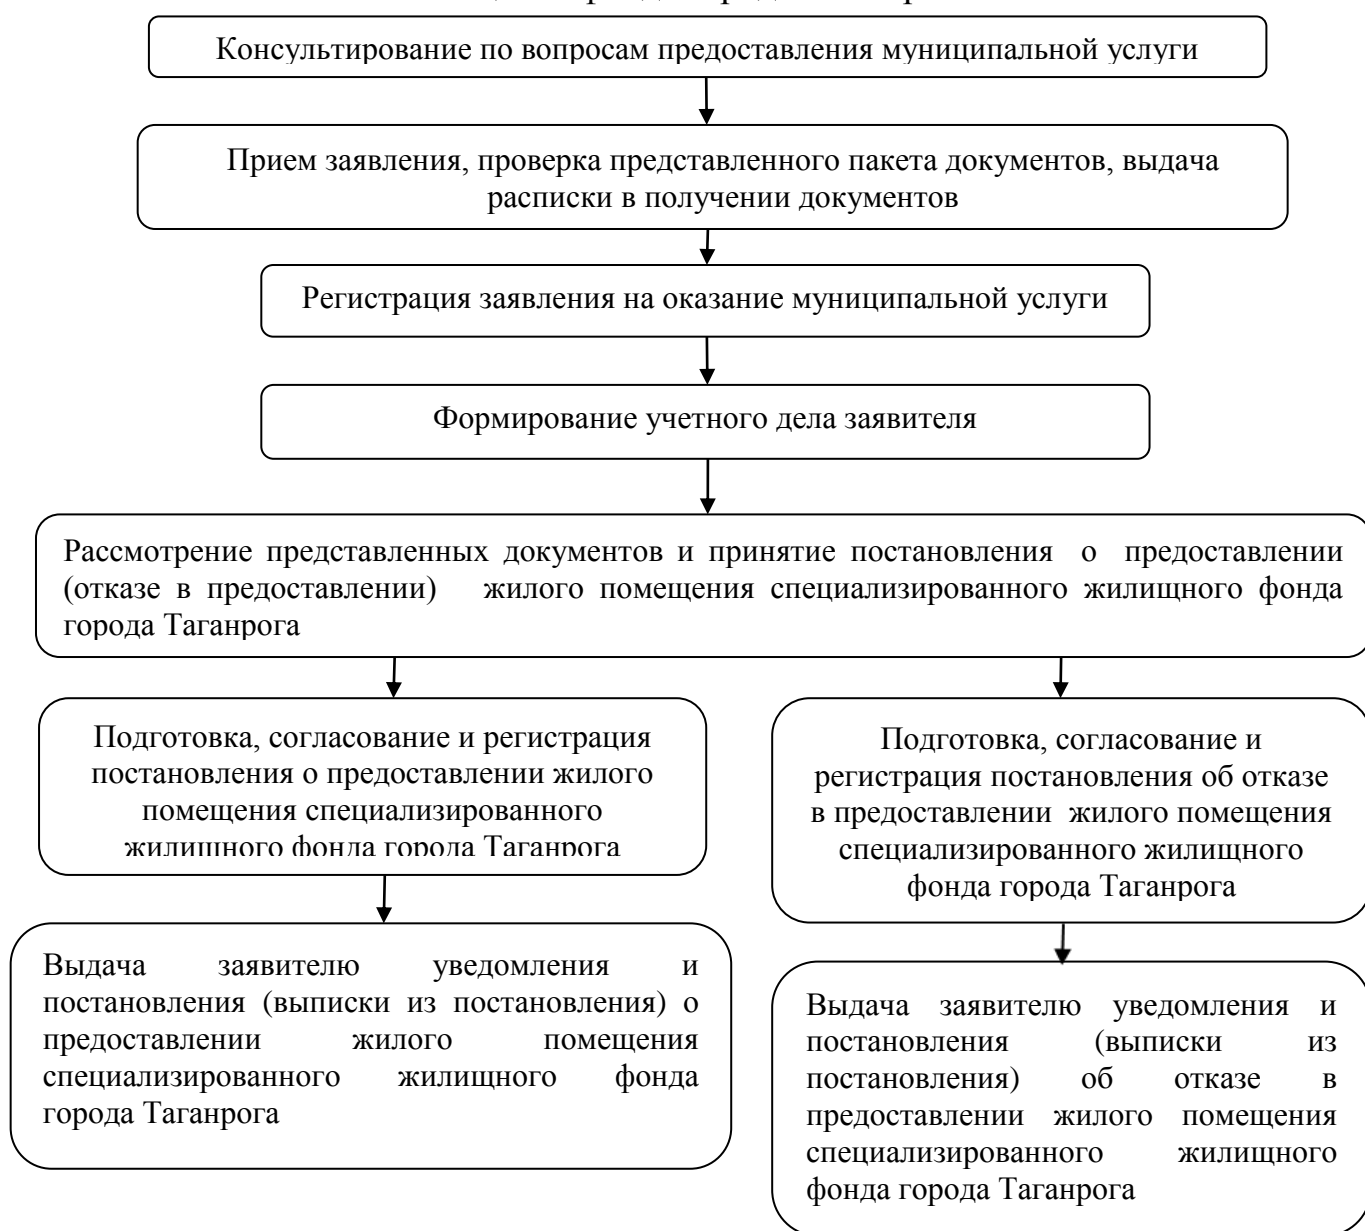 Консультирование по вопросам предоставления муниципальной услуги
Прием заявления, проверка представленного пакета документов, выдача
расписки в получении документов
Регистрация заявления на оказание муниципальной услуги
Формирование учетного дела заявителя
Рассмотрение представленных документов и принятие постановления о предоставлении
(отказе в предоставлении) жилого помещения специализированного жилищного фонда
города Таганрога
Подготовка, согласование и регистрация
постановления о предоставлении жилого
помещения специализированного
жилищного фонда города Таганрога
Подготовка, согласование и
регистрация постановления об отказе
в предоставлении жилого помещения
специализированного жилищного
фонда города Таганрога
Выдача заявителю уведомления и
постановления (выписки из постановления) о
предоставлении жилого помещения
специализированного жилищного фонда
города Таганрога
Выдача заявителю уведомления и
постановления (выписки из
постановления) об отказе в
предоставлении жилого помещения
специализированного жилищного
фонда города Таганрога